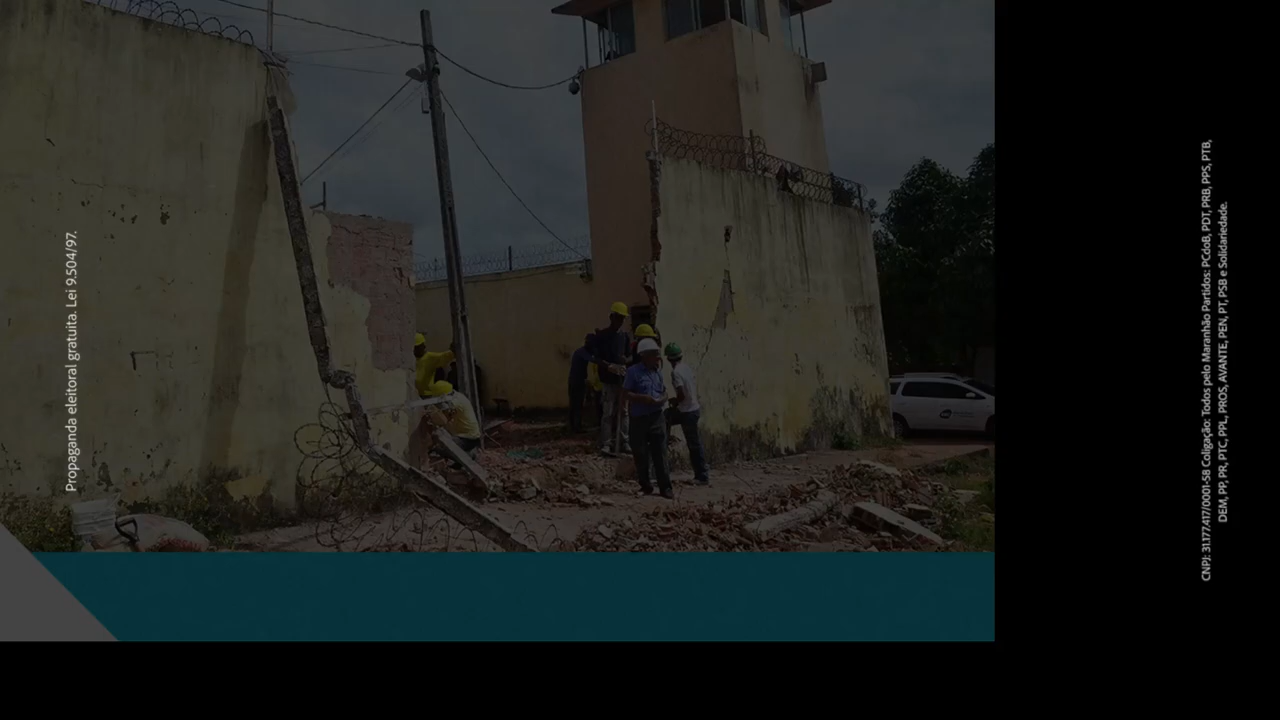 Propaganda eleitoral gratuita. Lei 9.504/97.
CNPJ: 31.177.417/0001-58 Coligação: Todos pelo Maranhão Partidos: PCdoB, PDT, PRB, PPS, PTB,
DEM, PP, PR, PTC, PPL, PROS, AVANTE, PEN, PT, PSB e Solidariedade.